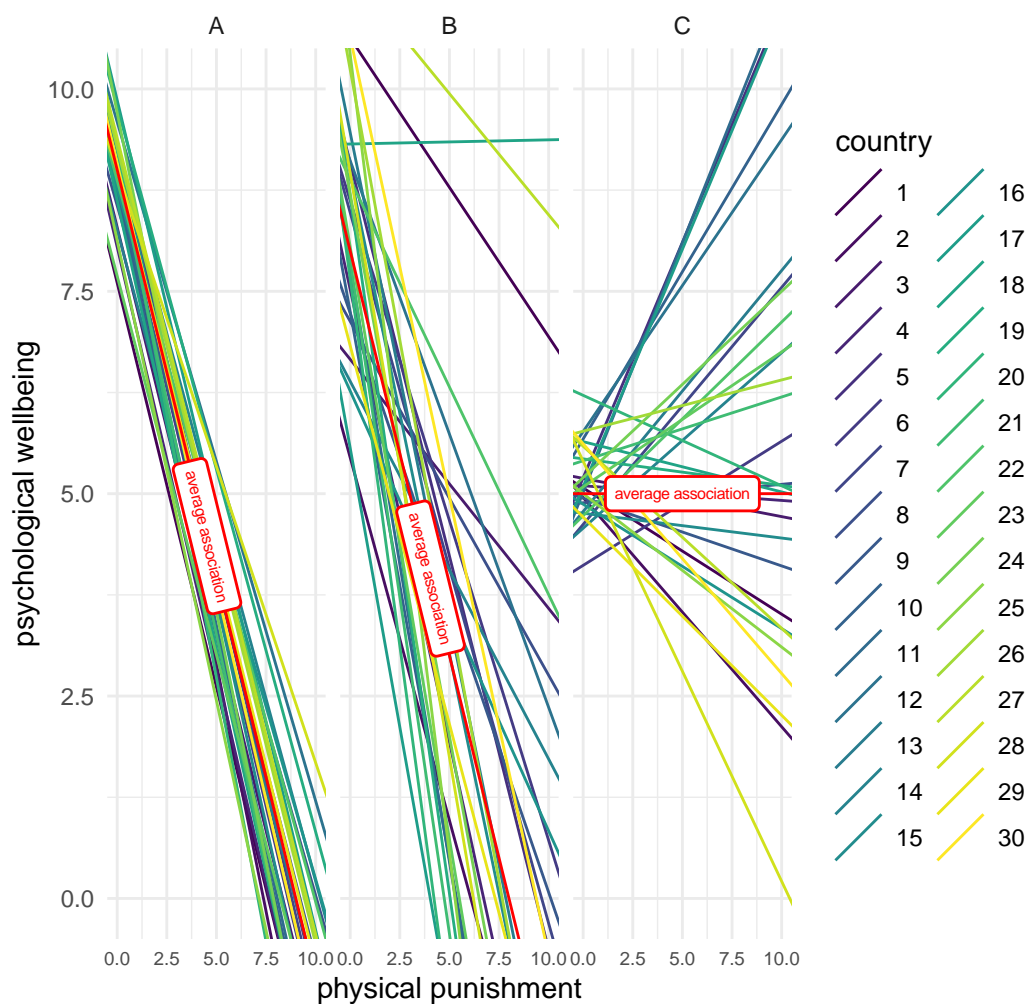 A B C
10.0
7.5
5.0
2.5
0.0
psychological wellbeing
average association
average association
average association
0.0 2.5 5.0 7.5 10.0 0.0 2.5 5.0 7.5 10.0 0.0 2.5 5.0 7.5 10.0
physical punishment
country
1 16
2 17
3 18
4 19
5 20
6 21
7 22
8 23
9 24
10 25
11 26
12 27
13 28
14 29
15 30